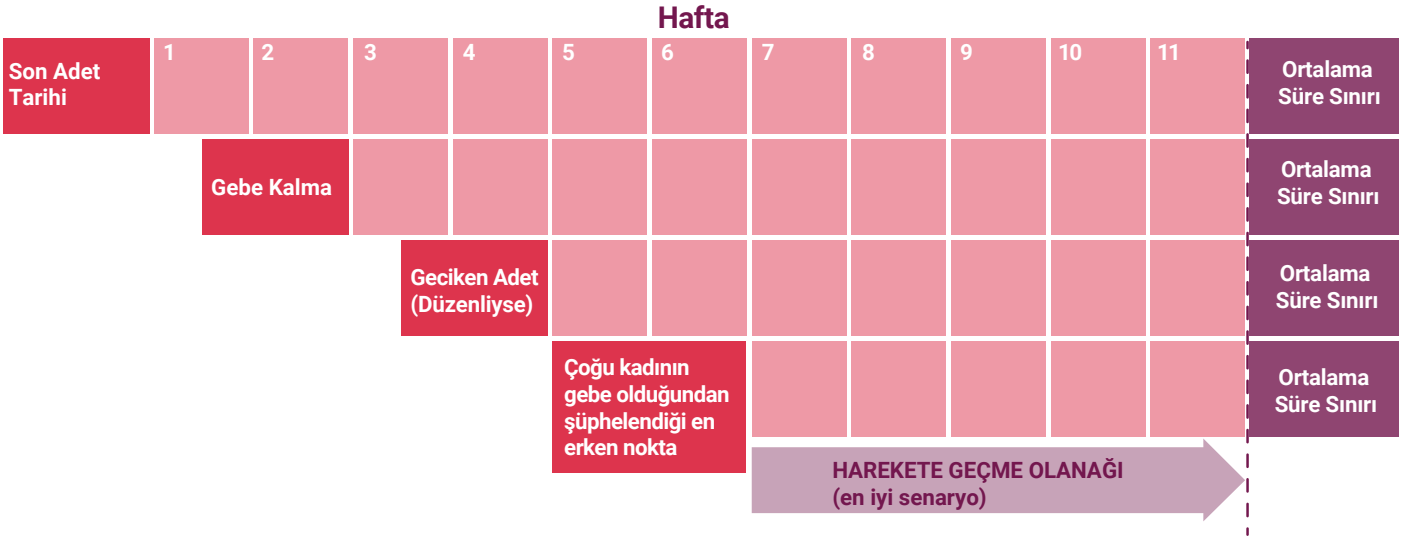 Hafta
Son Adet
Tarihi
1
2
3
4
5
6
7
8
9
10
11
Ortalama
Süre Sınırı
Gebe Kalma
Ortalama
Süre Sınırı
Geciken Adet
(Düzenliyse)
Ortalama
Süre Sınırı
Çoğu kadının
gebe olduğundan
şüphelendiği en
erken nokta
Ortalama
Süre Sınırı
HAREKETE GEÇME OLANAĞI
(en iyi senaryo)